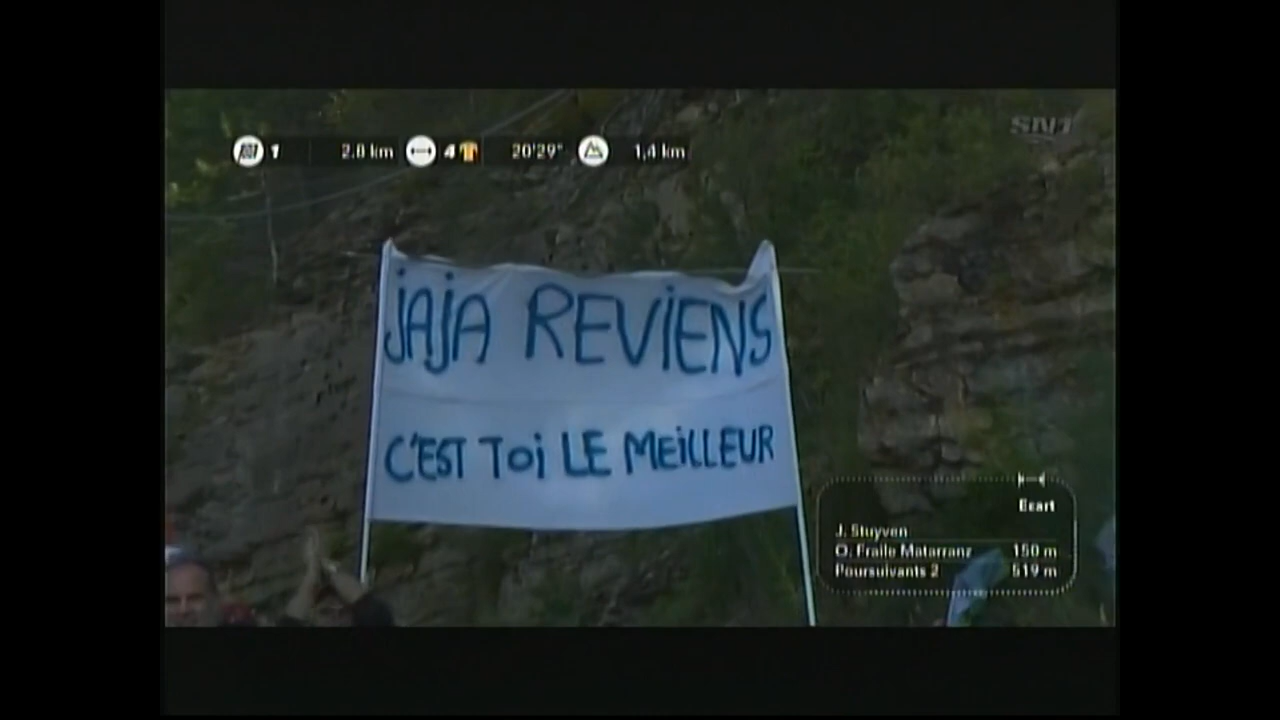 SN1
1 2.8 km 4 20'29" 1,4 km
jAjA REViENS
C'EST Toi LE MEiLLEUR
Ecart
J. Stuyven
O. Fraile Matarranz 150 m
Poursuivants 2 519 m